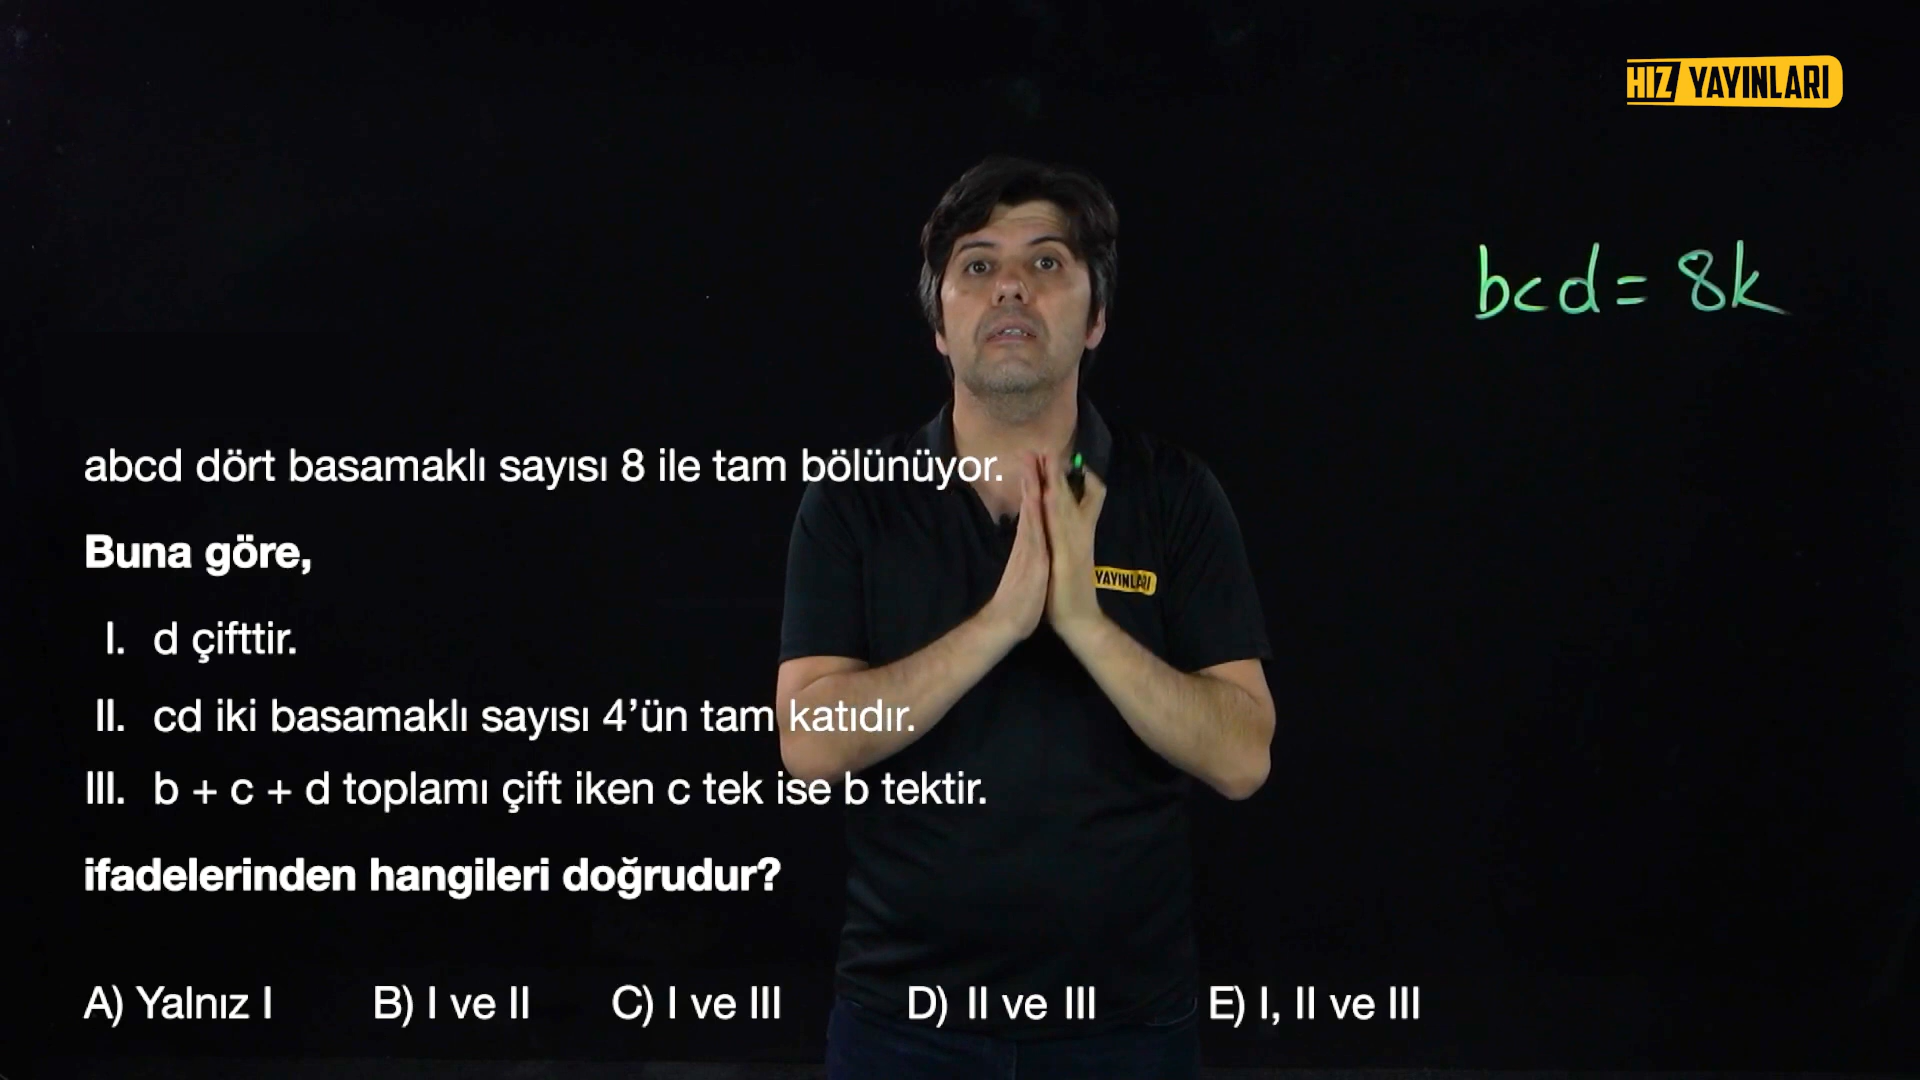 HIZ YAYINLARI
bcd = 8k
abcd dört basamaklı sayısı 8 ile tam bölünüyor.
Buna göre,
YAYINLARI
I. d çifttir.
II. cd iki basamaklı sayısı 4’ün tam katıdır.
III. b + c + d toplamı çift iken c tek ise b tektir.
ifadelerinden hangileri doğrudur?
A) Yalnız I B) I ve II C) I ve III D) II ve III E) I, II ve III